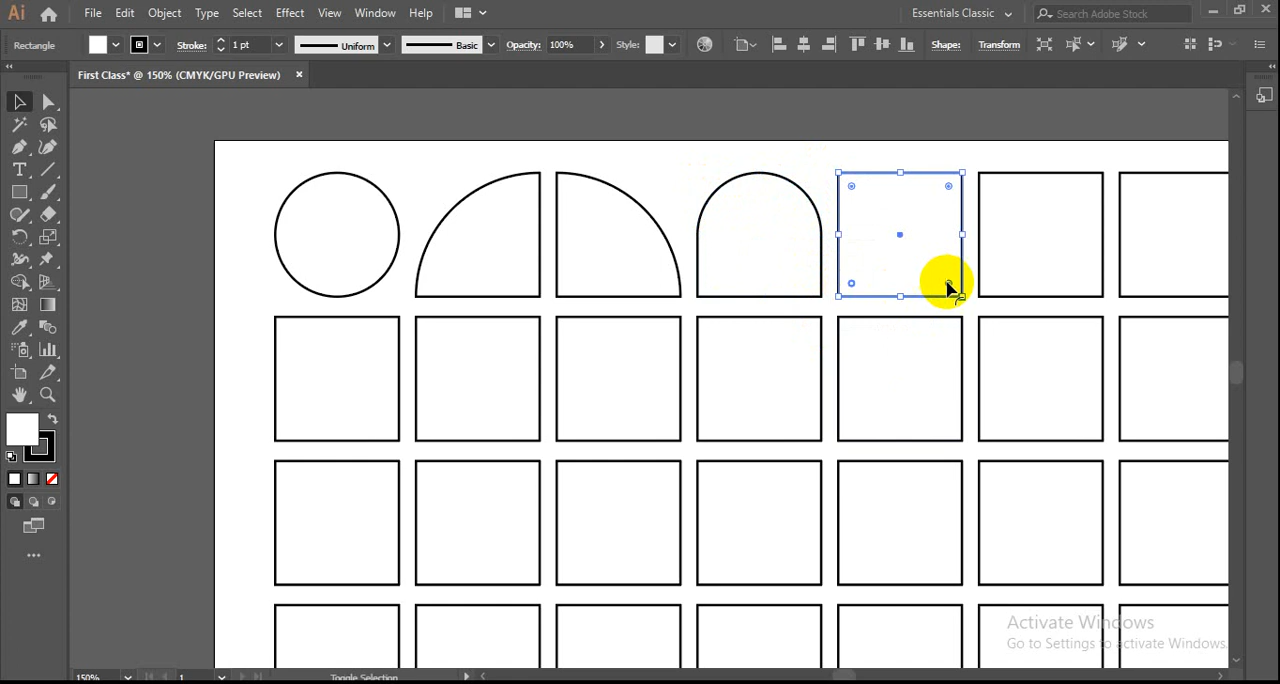 Ai File Edit Object Type Select Effect View Window Help Essentials Classic Search Adobe Stock
Rectangle Stroke: 1 pt Uniform Basic Opacity: 100% Style: Shape: Transform
First Class* @ 150% (CMYK/GPU Preview) ×
Activate Windows
Go to Settings to activate Windows.
150% 1 Toggle Selection